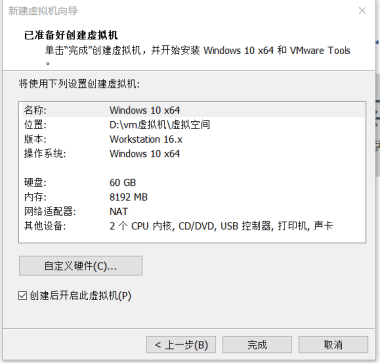 新建虚拟机向导
已准备好创建虚拟机
单击“完成”创建虚拟机，并开始安装 Windows 10 x64 和 VMware Tools
。
将使用下列设置创建虚拟机:
名称: Windows 10 x64
位置: D:\vm虚拟机\虚拟空间
版本: Workstation 16.x
操作系统: Windows 10 x64
硬盘: 60 GB
内存: 8192 MB
网络适配器: NAT
其他设备: 2 个 CPU 内核, CD/DVD, USB 控制器, 打印机, 声卡
自定义硬件(C)...
创建后开启此虚拟机(P)
< 上一步(B) 完成 取消